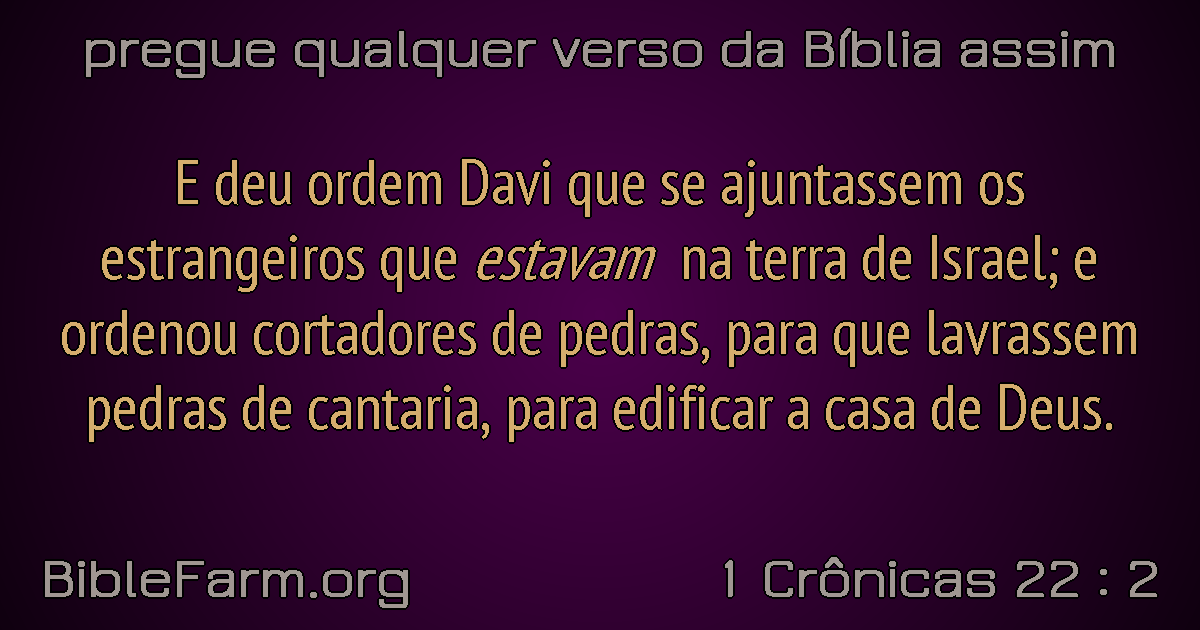 pregue qualquer verso da Bíblia assim
E deu ordem Davi que se ajuntassem os
estrangeiros que estavam na terra de Israel; e
ordenou cortadores de pedras, para que lavrassem
pedras de cantaria, para edificar a casa de Deus.
BibleFarm.org
1 Crônicas 22 : 2